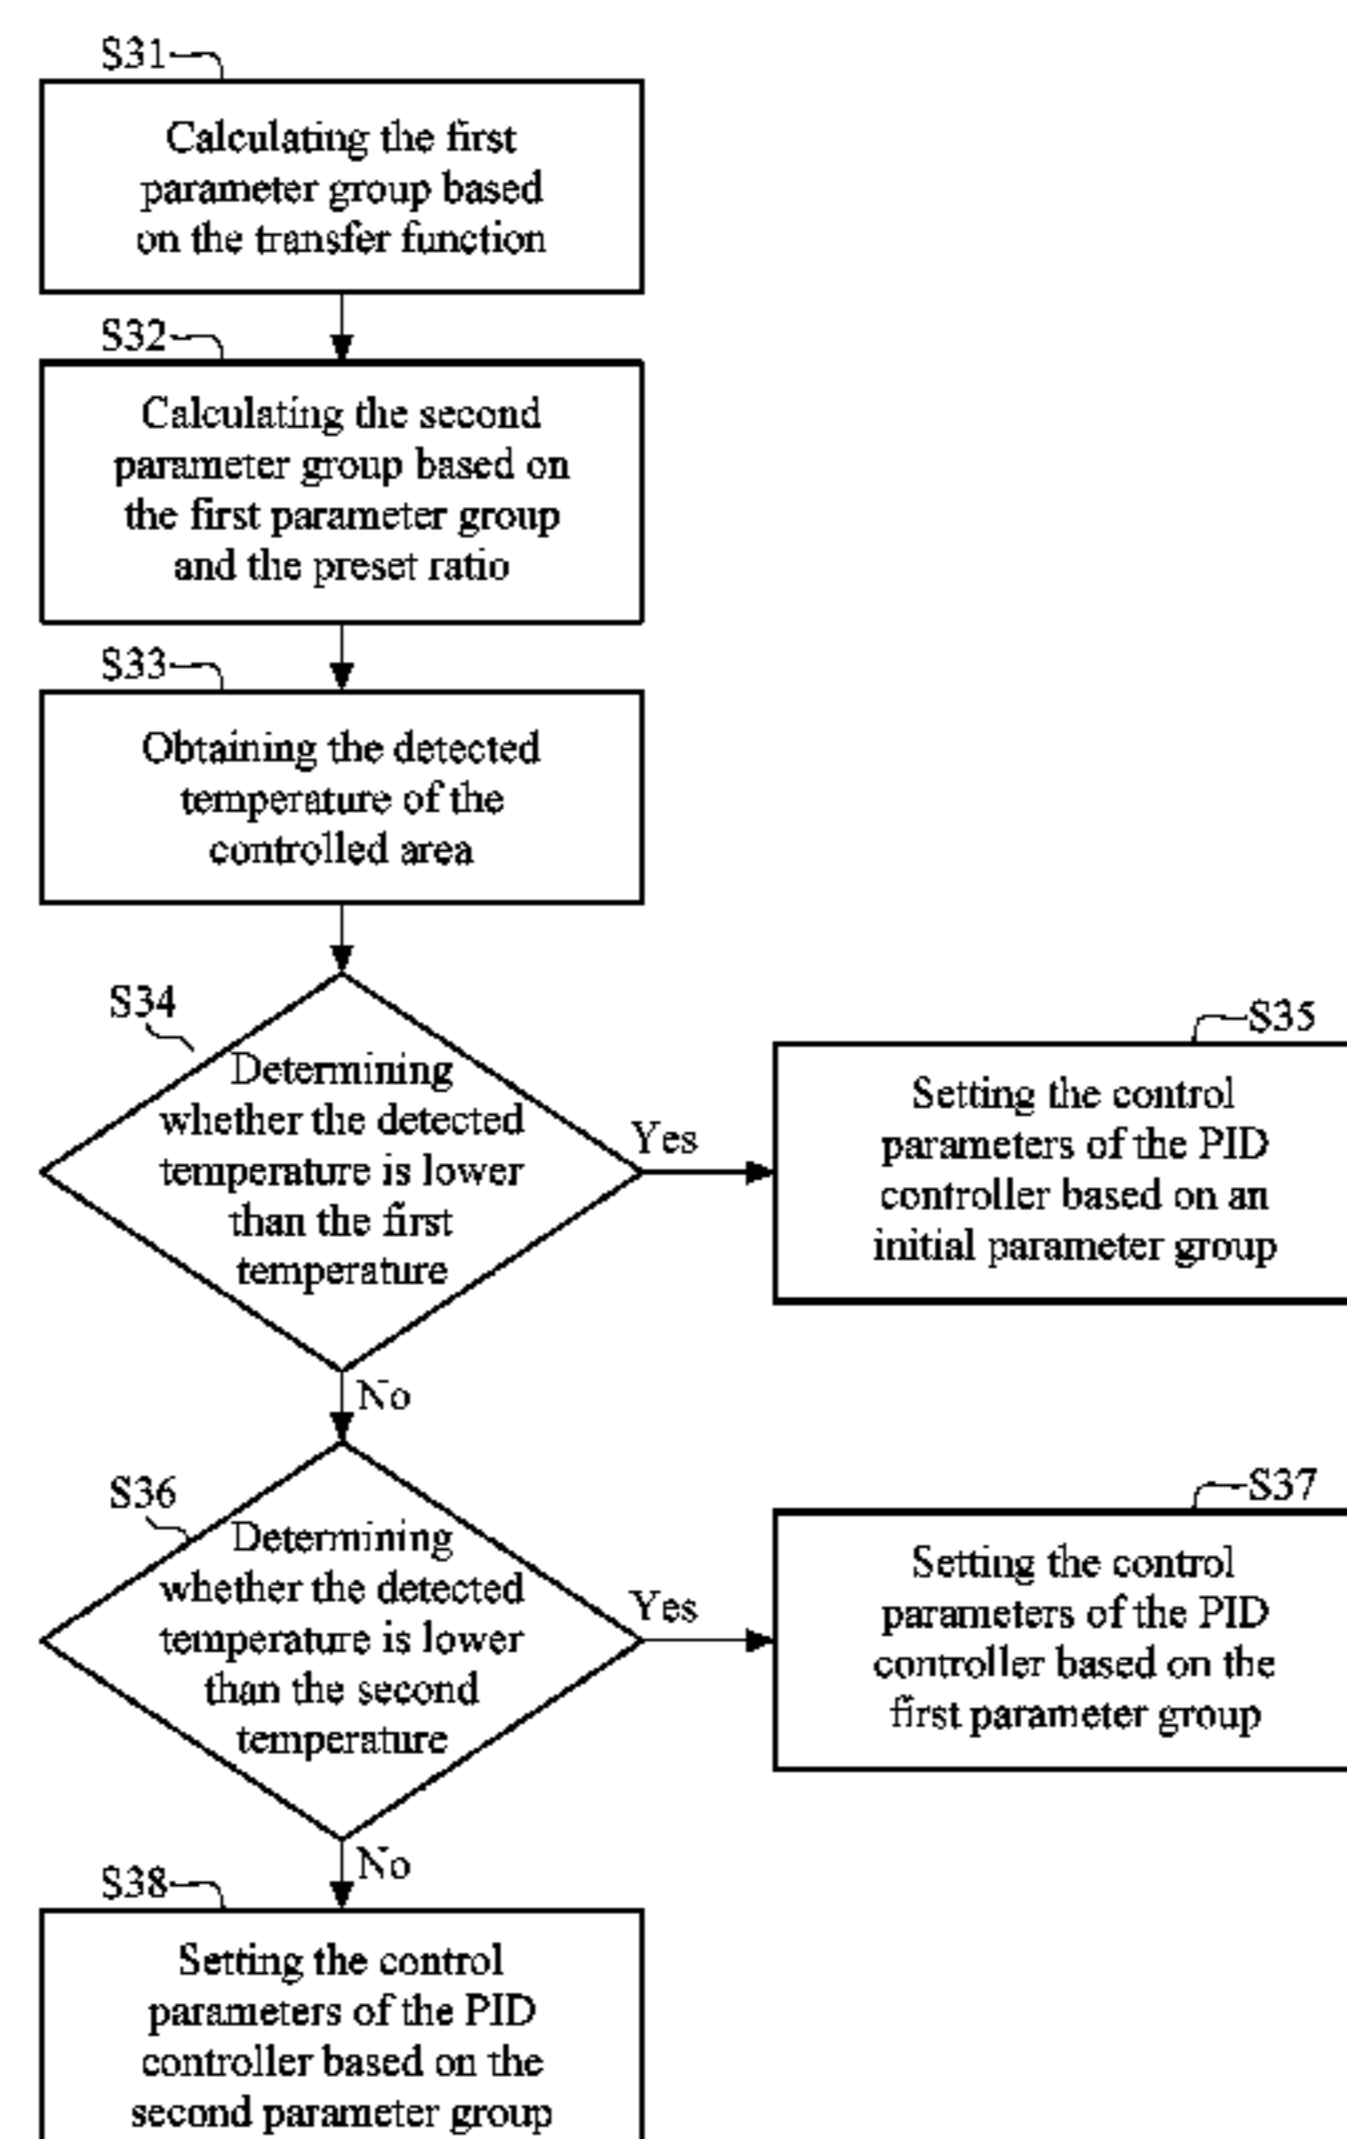 S31
Calculating the first
parameter group based
on the transfer function
S32
Calculating the second
parameter group based on
the first parameter group
and the preset ratio
S33
Obtaining the detected
temperature of the
controlled area
S34
Determining
whether the detected
temperature is lower
than the first
temperature
Yes
S35
Setting the control
parameters of the PID
controller based on an
initial parameter group
No
S36
Determining
whether the detected
temperature is lower
than the second
temperature
Yes
S37
Setting the control
parameters of the PID
controller based on the
first parameter group
No
S38
Setting the control
parameters of the PID
controller based on the
second parameter group